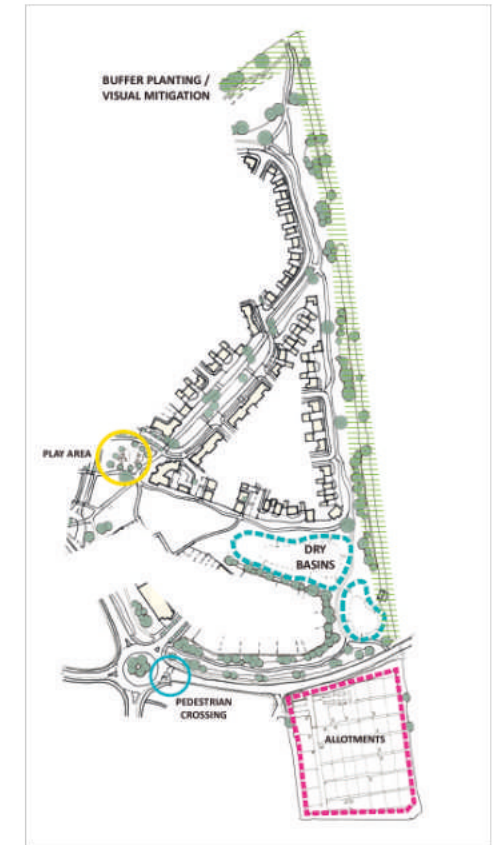 BUFFER PLANTING /
VISUAL MITIGATION
PLAY AREA
DRY
BASINS
PEDESTRIAN
CROSSING
ALLOTMENTS